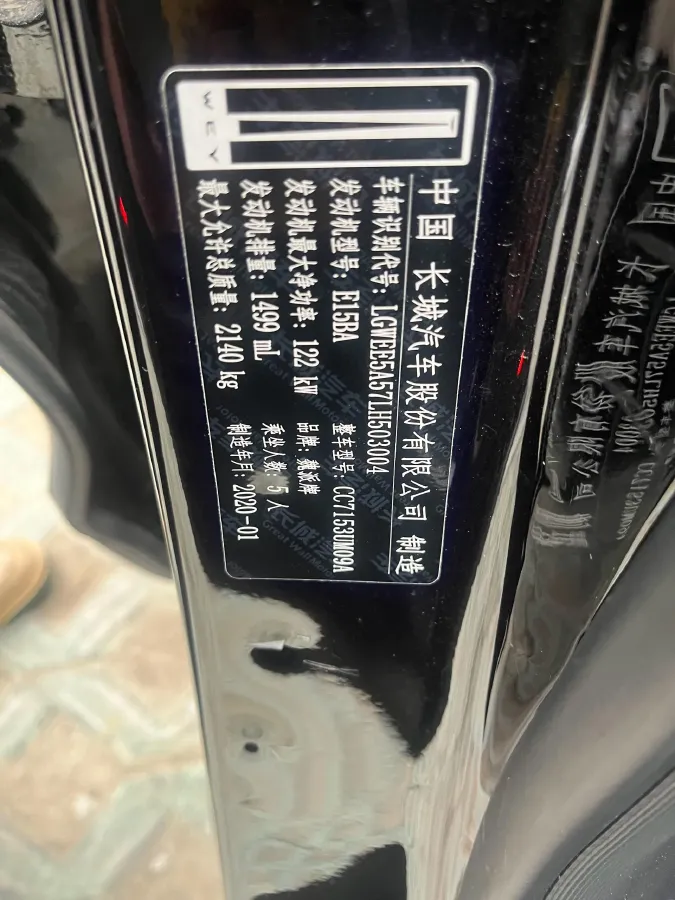 WEY
中国 长城汽车股份有限公司 制造
车辆识别代号: LGWEE5A57LH503004
发动机型号: E15BA 整车型号: CC7153UM09A
发动机最大净功率: 122 kW 品牌: 魏派牌
发动机排量: 1499 mL 乘坐人数: 5 人
最大允许总质量: 2140 kg 制造年月: 2020-01